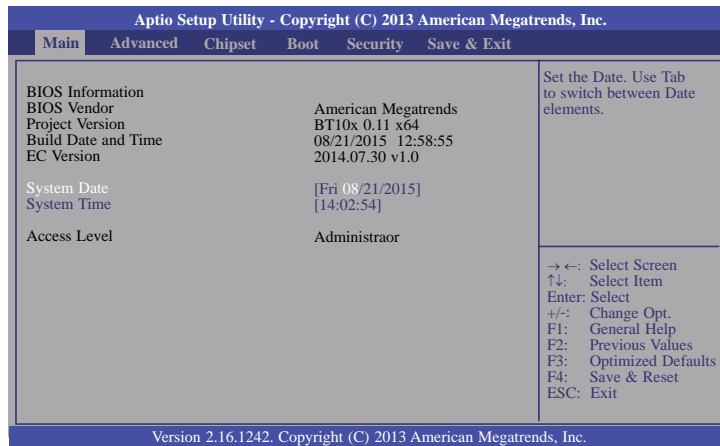 Aptio Setup Utility - Copyright (C) 2013 American Megatrends, Inc.
Main Advanced Chipset Boot Security Save & Exit
BIOS Information
BIOS Vendor American Megatrends
Project Version BT10x 0.11 x64
Build Date and Time 08/21/2015 12:58:55
EC Version 2014.07.30 v1.0
System Date [Fri 08/21/2015]
System Time [14:02:54]
Access Level Administraor
Set the Date. Use Tab
to switch between Date
elements.
→←: Select Screen
↑↓: Select Item
Enter: Select
+/-: Change Opt.
F1: General Help
F2: Previous Values
F3: Optimized Defaults
F4: Save & Reset
ESC: Exit
Version 2.16.1242. Copyright (C) 2013 American Megatrends, Inc.